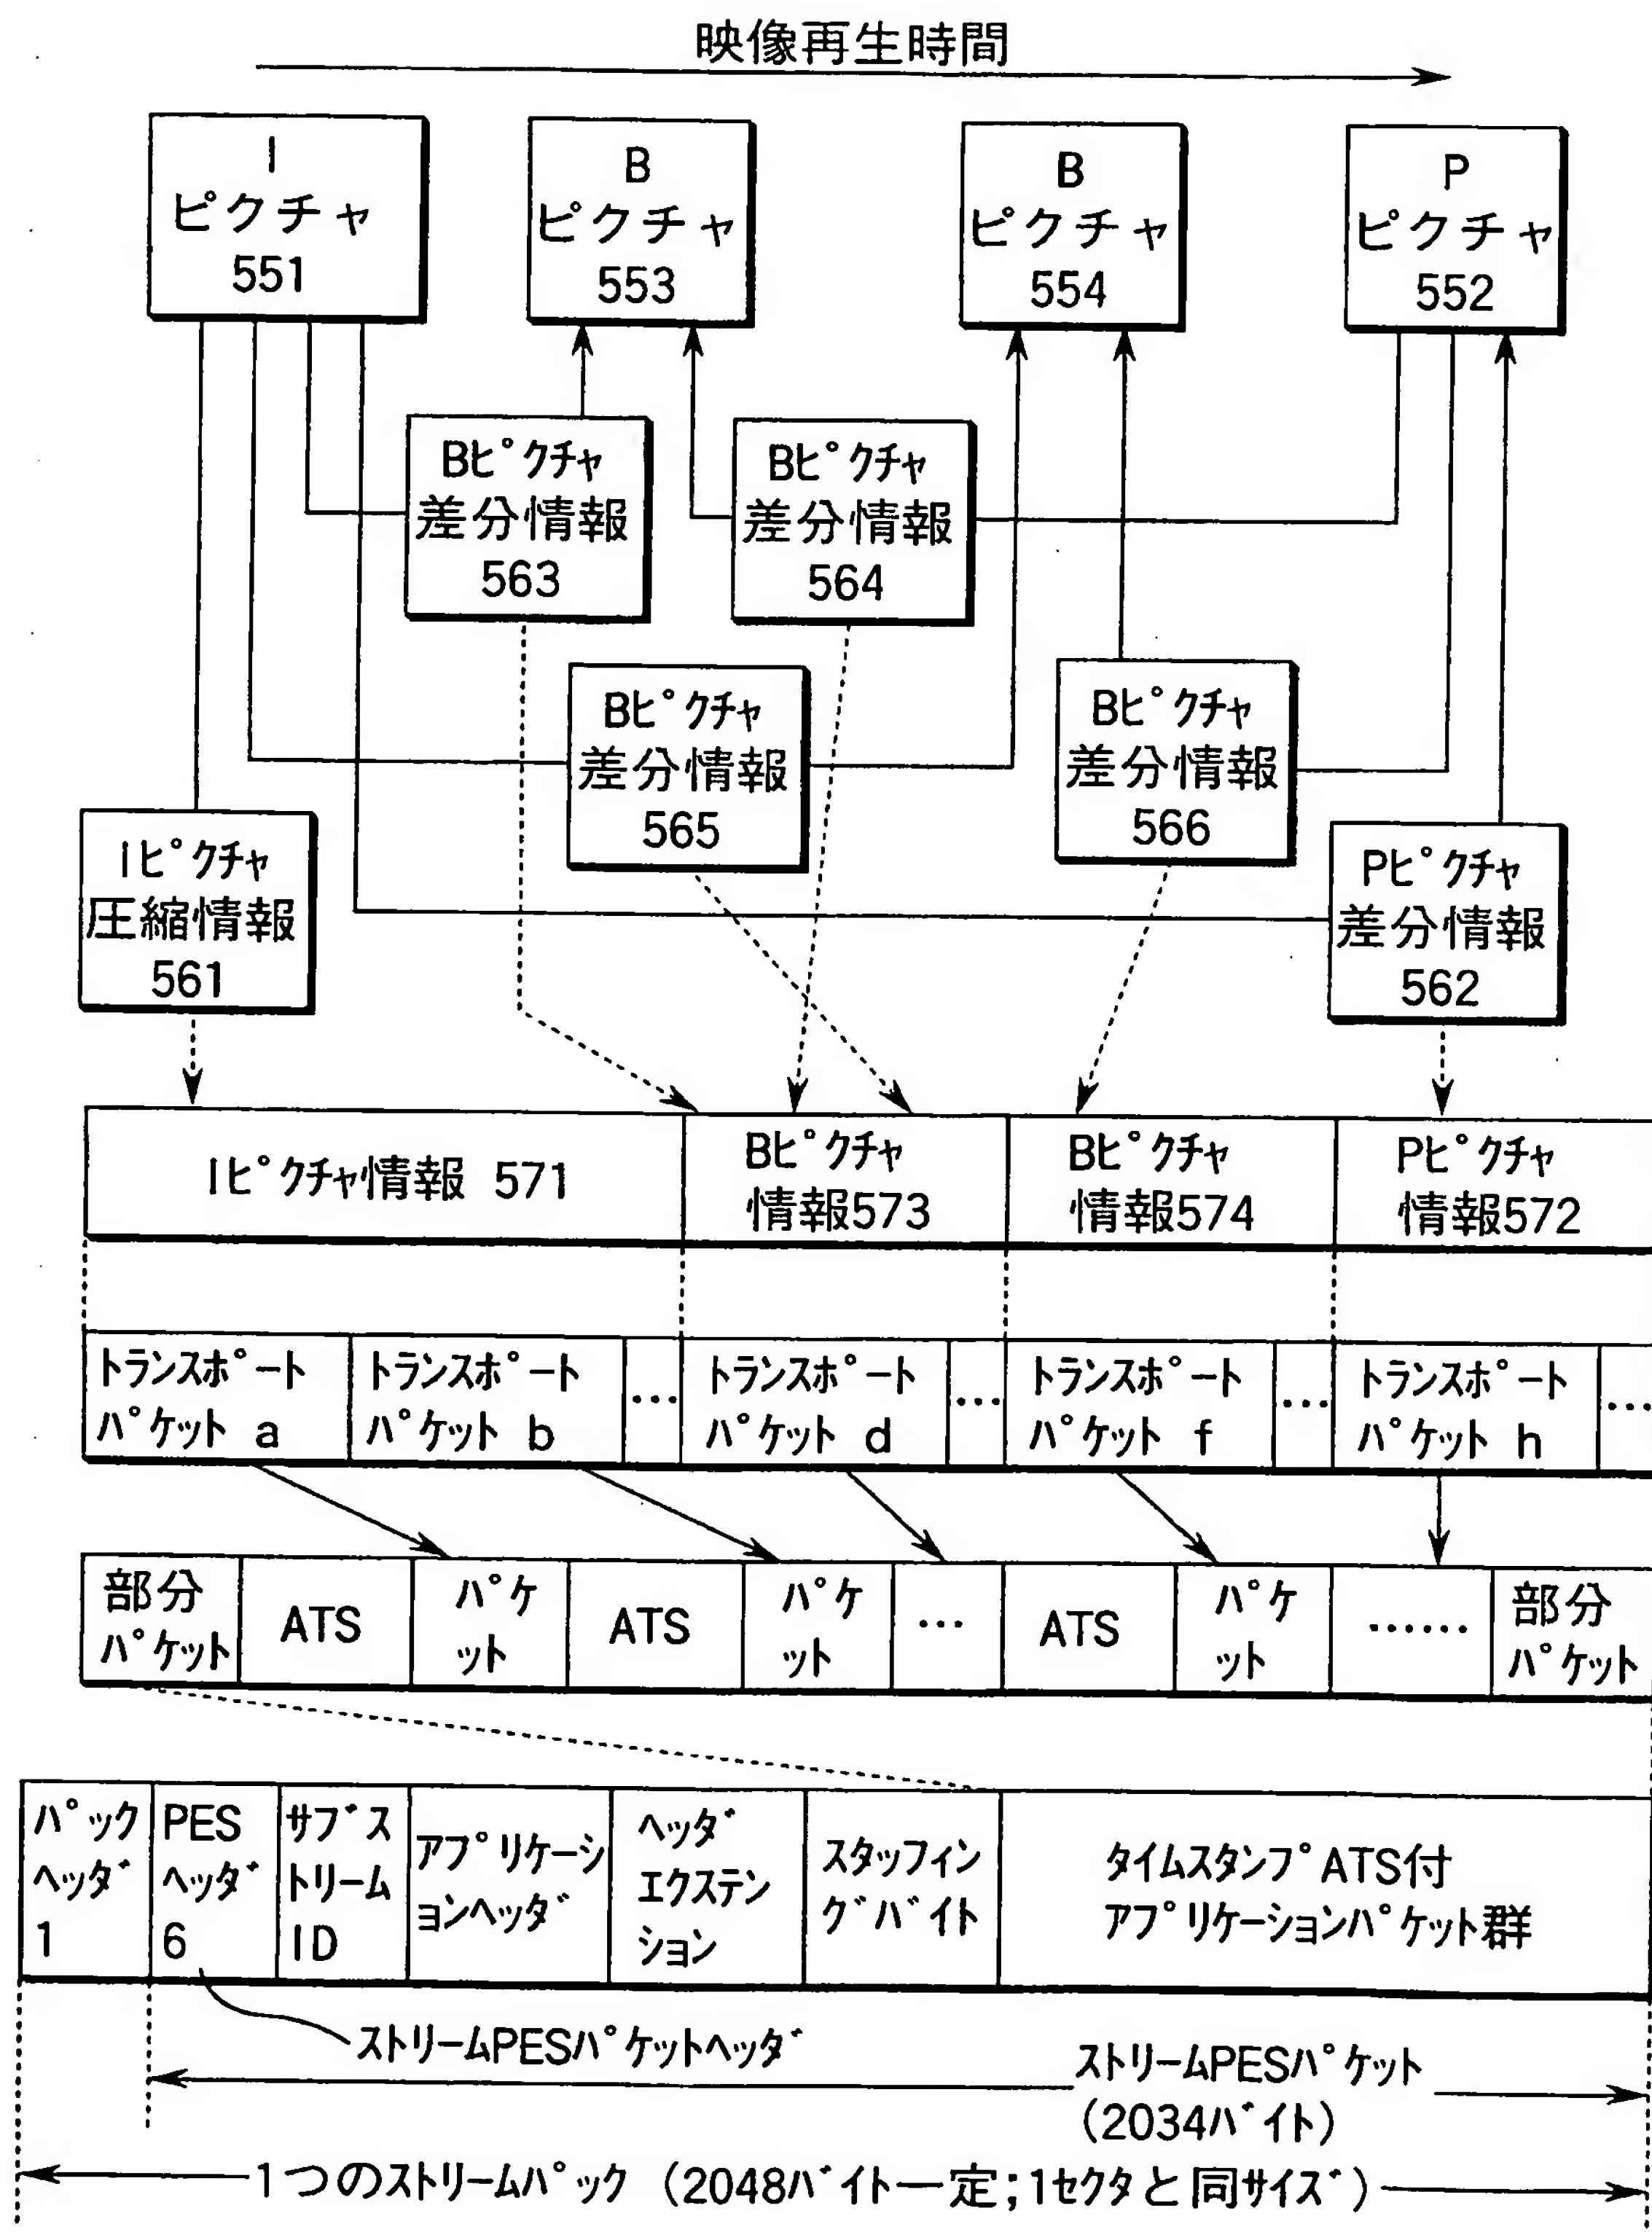 映像再生時間
I
ピクチャ
551
B
ピクチャ
553
B
ピクチャ
554
P
ピクチャ
552
Bﾋﾟｸﾁｬ
差分情報
563
Bﾋﾟｸﾁｬ
差分情報
564
Bﾋﾟｸﾁｬ
差分情報
565
Bﾋﾟｸﾁｬ
差分情報
566
Iﾋﾟｸﾁｬ
圧縮情報
561
Pﾋﾟｸﾁｬ
差分情報
562
Iﾋﾟｸﾁｬ情報 571
Bﾋﾟｸﾁｬ
情報573
Bﾋﾟｸﾁｬ
情報574
Pﾋﾟｸﾁｬ
情報572
ﾄﾗﾝｽﾎﾟｰﾄ
ﾊﾟｹｯﾄ a
ﾄﾗﾝｽﾎﾟｰﾄ
ﾊﾟｹｯﾄ b
…
ﾄﾗﾝｽﾎﾟｰﾄ
ﾊﾟｹｯﾄ d
…
ﾄﾗﾝｽﾎﾟｰﾄ
ﾊﾟｹｯﾄ f
…
ﾄﾗﾝｽﾎﾟｰﾄ
ﾊﾟｹｯﾄ h
…
部分
ﾊﾟｹｯﾄ
ATS
ﾊﾟｹ
ｯﾄ
ATS
ﾊﾟｹ
ｯﾄ
…
ATS
ﾊﾟｹ
ｯﾄ
……
部分
ﾊﾟｹｯﾄ
ﾊﾟｯｸ
ﾍｯﾀﾞ
1
PES
ﾍｯﾀﾞ
6
ｻﾌﾞｽ
ﾄﾘｰﾑ
ID
ｱﾌﾟﾘｹｰｼ
ｮﾝﾍｯﾀﾞ
ﾍｯﾀﾞ
ｴｸｽﾃﾝ
ｼｮﾝ
ｽﾀｯﾌｨﾝ
ｸﾞﾊﾞｲﾄ
ﾀｲﾑｽﾀﾝﾌﾟATS付
ｱﾌﾟﾘｹｰｼｮﾝﾊﾟｹｯﾄ群
ｽﾄﾘｰﾑPESﾊﾟｹｯﾄﾍｯﾀﾞ
ｽﾄﾘｰﾑPESﾊﾟｹｯﾄ
(2034ﾊﾞｲﾄ)
1つのｽﾄﾘｰﾑﾊﾟｯｸ (2048ﾊﾞｲﾄ一定;1ｾｸﾀと同ｻｲｽﾞ)